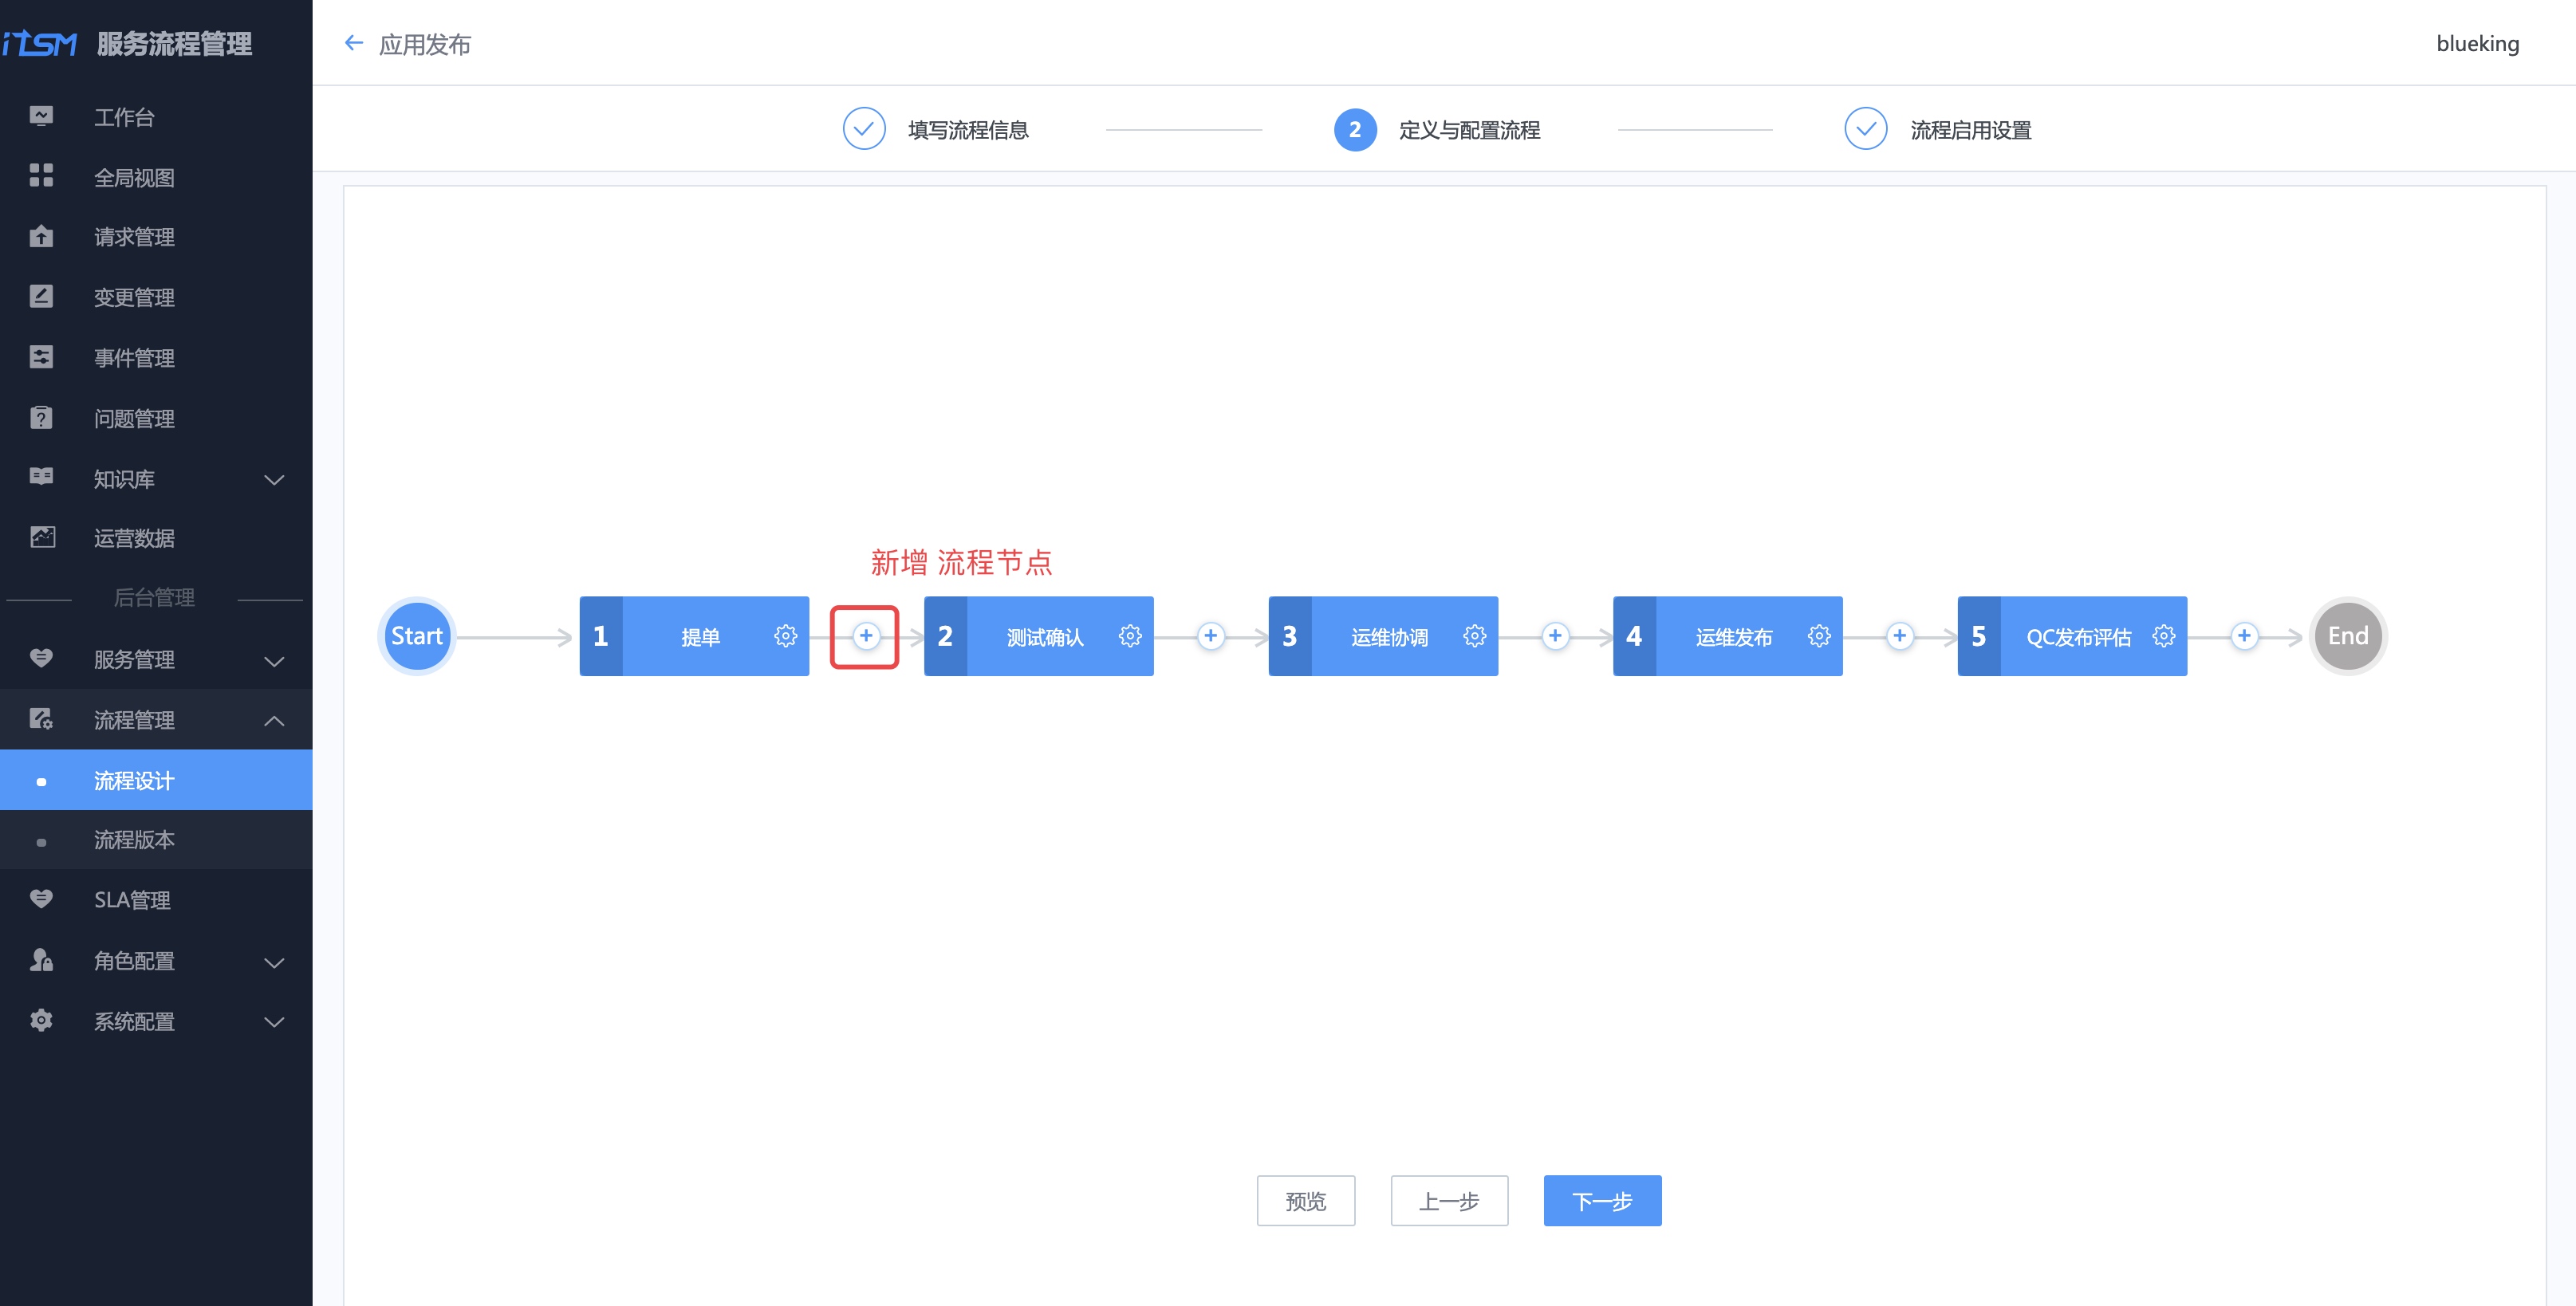 iTSM 服务流程管理
工作台
全局视图
请求管理
变更管理
事件管理
问题管理
知识库
运营数据
后台管理
服务管理
流程管理
流程设计
流程版本
SLA管理
角色配置
系统配置
应用发布
blueking
填写流程信息
2 定义与配置流程
流程启用设置
新增 流程节点
Start
1 提单
2 测试确认
3 运维协调
4 运维发布
5 QC发布评估
End
预览
上一步
下一步